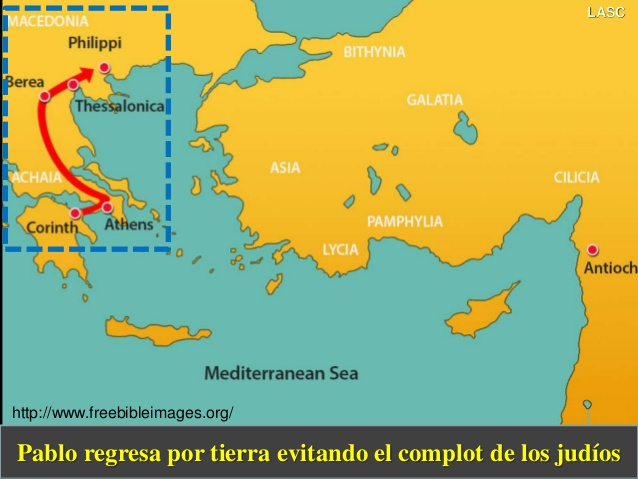 LASC
MACEDONIA
Philippi
BITHYNIA
Berea
Thessalonica
GALATIA
ASIA
ACHAIA
CILICIA
Corinth
Athens
PAMPHYLIA
LYCIA
Antioch
Mediterranean Sea
http://www.freebibleimages.org/
Pablo regresa por tierra evitando el complot de los judíos